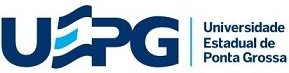 UEPG
Universidade
Estadual de
Ponta Grossa